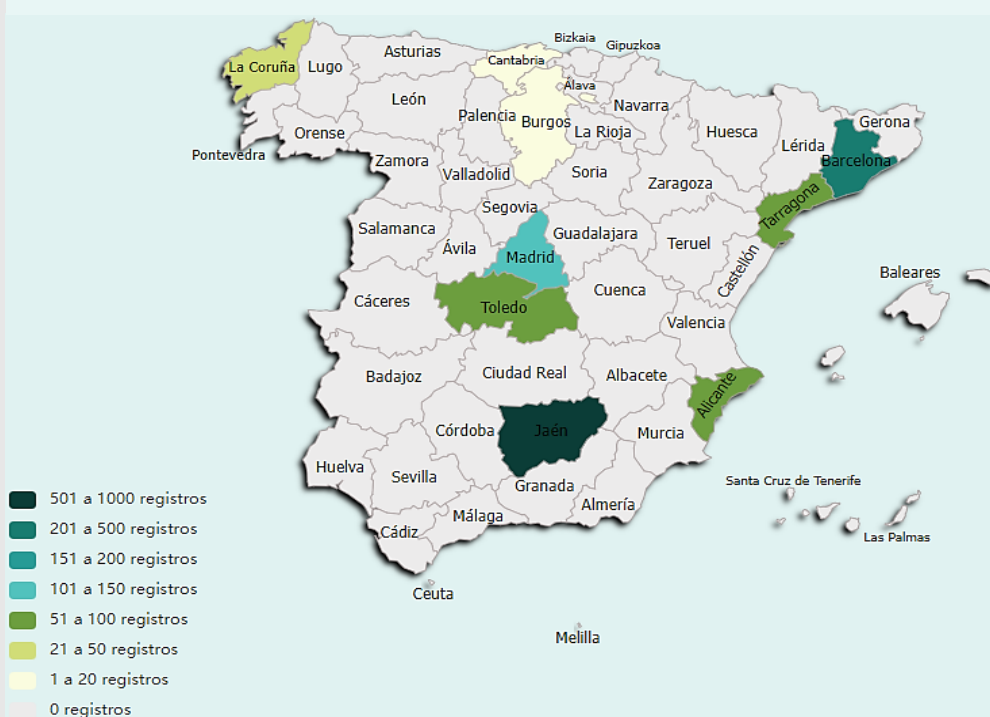 Bizkaia
Gipuzkoa
Asturias
Cantabria
La Coruña
Lugo
Álava
León
Navarra
Palencia
Burgos
Gerona
Orense
La Rioja
Huesca
Lérida
Pontevedra
Zamora
Barcelona
Valladolid
Soria
Zaragoza
Tarragona
Segovia
Salamanca
Guadalajara
Ávila
Teruel
Madrid
Castellón
Baleares
Cáceres
Cuenca
Toledo
Valencia
Badajoz
Ciudad Real
Albacete
Alicante
Córdoba
Jaén
Murcia
Huelva
Sevilla
Granada
Santa Cruz de Tenerife
Almería
Málaga
Cádiz
Las Palmas
Ceuta
Melilla
501 a 1000 registros
201 a 500 registros
151 a 200 registros
101 a 150 registros
51 a 100 registros
21 a 50 registros
1 a 20 registros
0 registros